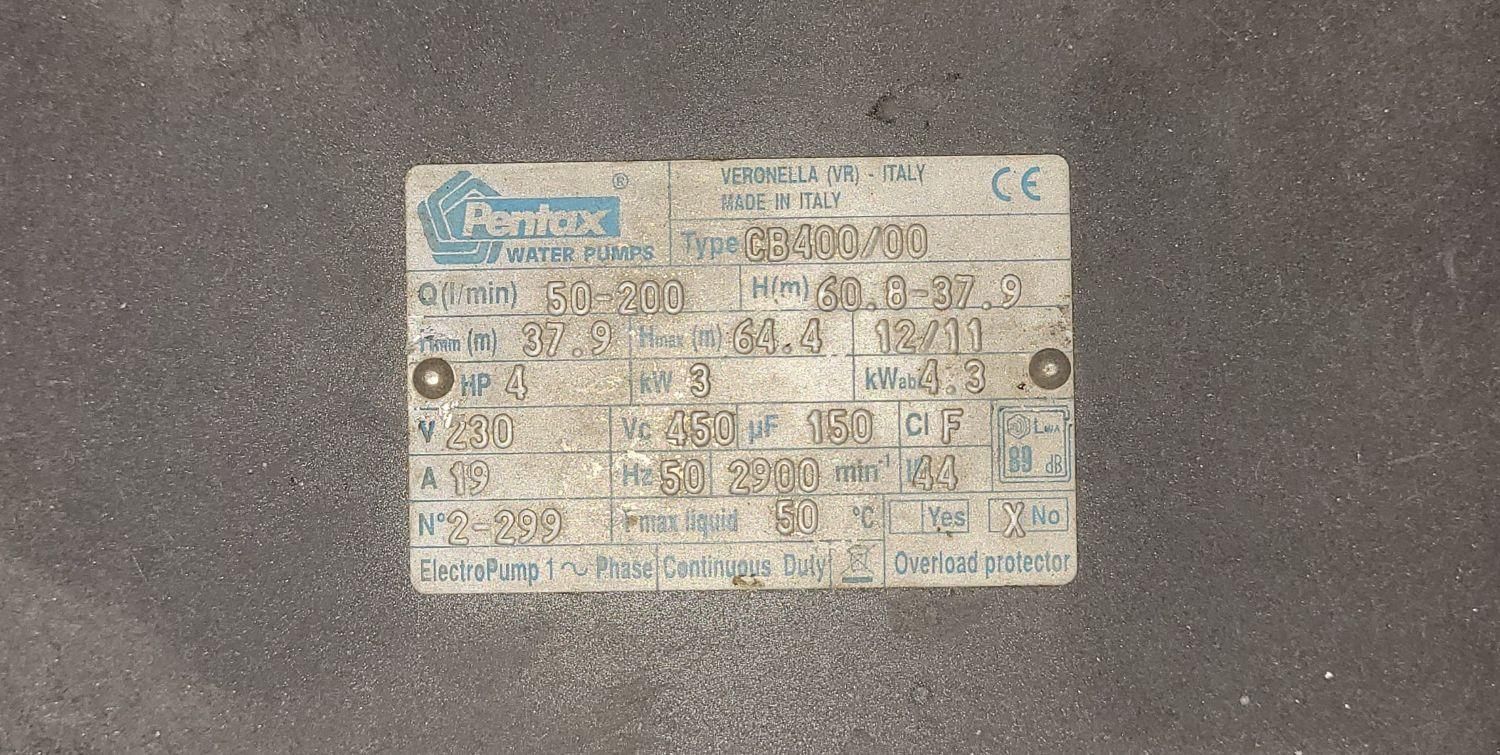 Pentax ®
WATER PUMPS
VERONELLA (VR) - ITALY
MADE IN ITALY
CE
Type CB400/00
Q (l/min) 50-200 H(m) 60.8-37.9
Hmin (m) 37.9 Hmax (m) 64.4 12/11
HP 4 kW 3 kWab 4.3
V 230 Vc 450 µF 150 Cl F
LWA
89 dB
A 19 Hz 50 2900 min-1 44
N° 2-299 max liquid 50 °C Yes X No
ElectroPump 1 ~ Phase Continuous Duty Overload protector